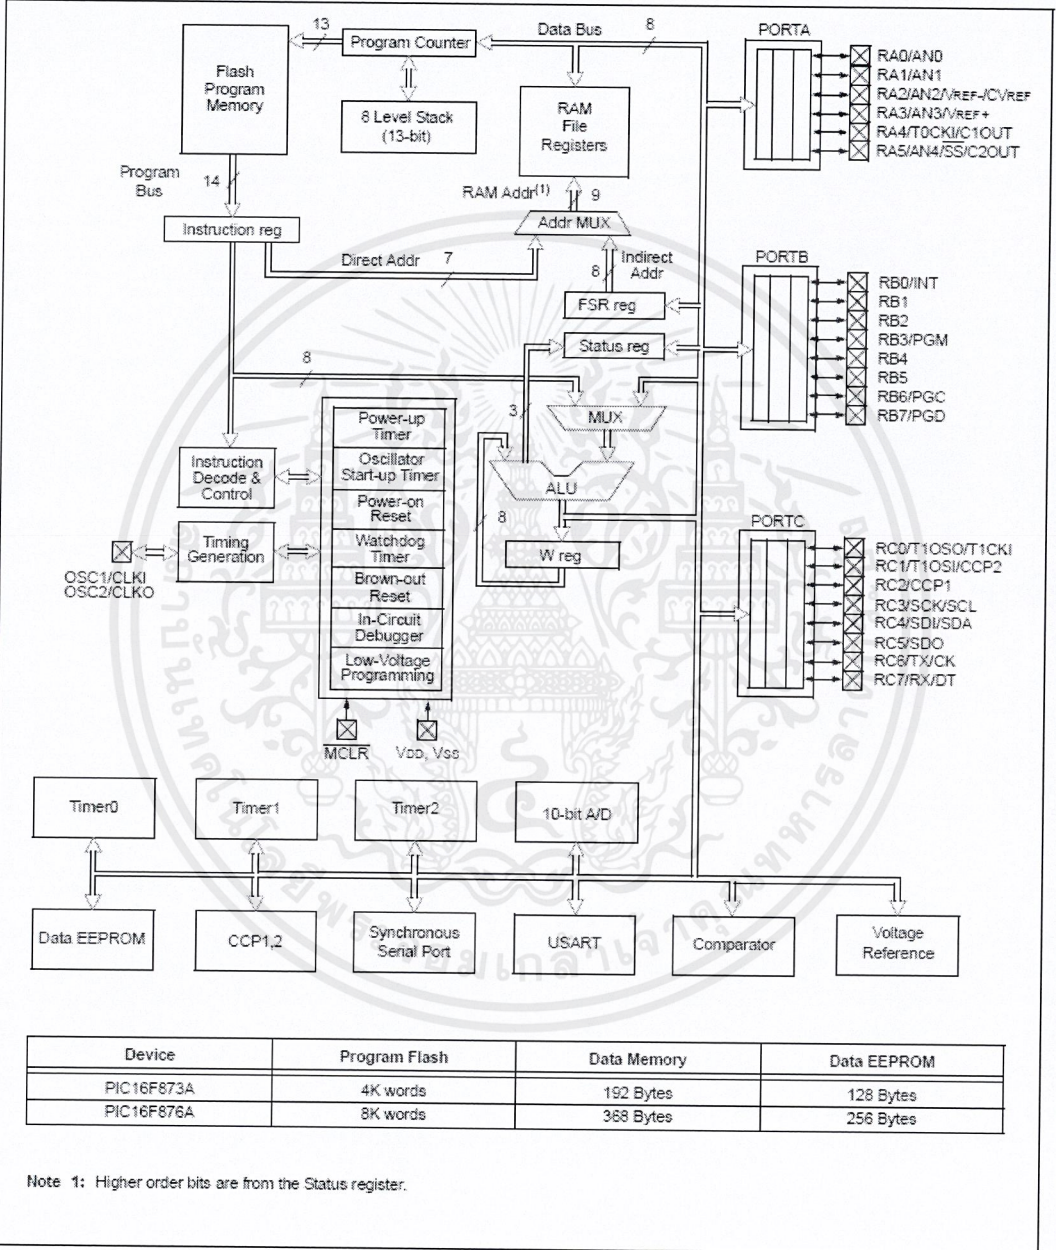 13
Data Bus
8
PORTA
Program Counter
Flash
Program
Memory
8 Level Stack
(13-bit)
RAM
File
Registers
RA0/AN0
RA1/AN1
RA2/AN2/VREF-/CVREF
RA3/AN3/VREF+
RA4/T0CKI/C1OUT
RA5/AN4/SS/C2OUT
Program
Bus
14
RAM Addr(1)
9
Addr MUX
Instruction reg
Direct Addr
7
8
Indirect
Addr
FSR reg
Status reg
PORTB
RB0/INT
RB1
RB2
RB3/PGM
RB4
RB5
RB6/PGC
RB7/PGD
8
3
MUX
Power-up
Timer
Oscillator
Start-up Timer
Power-on
Reset
Watchdog
Timer
Brown-out
Reset
In-Circuit
Debugger
Low-Voltage
Programming
Instruction
Decode &
Control
Timing
Generation
OSC1/CLKI
OSC2/CLKO
ALU
8
W reg
PORTC
RC0/T1OSO/T1CKI
RC1/T1OSI/CCP2
RC2/CCP1
RC3/SCK/SCL
RC4/SDI/SDA
RC5/SDO
RC6/TX/CK
RC7/RX/DT
MCLR
VDD, VSS
Timer0
Timer1
Timer2
10-bit A/D
Data EEPROM
CCP1,2
Synchronous
Serial Port
USART
Comparator
Voltage
Reference
Device Program Flash Data Memory Data EEPROM
PIC16F873A 4K words 192 Bytes 128 Bytes
PIC16F876A 8K words 368 Bytes 256 Bytes
Note 1: Higher order bits are from the Status register.